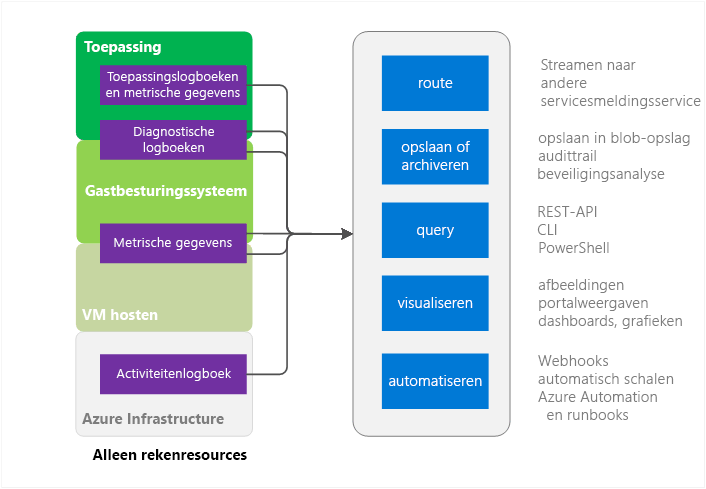 Toepassing
Toepassingslogboeken
en metrische gegevens
Diagnostische
logboeken
Gastbesturingssysteem
Metrische gegevens
VM hosten
Activiteitenlogboek
Azure Infrastructure
Alleen rekenresources
route
opslaan of
archiveren
query
visualiseren
automatiseren
Streamen naar
andere
servicesmeldingsservice
opslaan in blob-opslag
audittrail
beveiligingsanalyse
REST-API
CLI
PowerShell
afbeeldingen
portalweergaven
dashboards, grafieken
Webhooks
automatisch schalen
Azure Automation
en runbooks